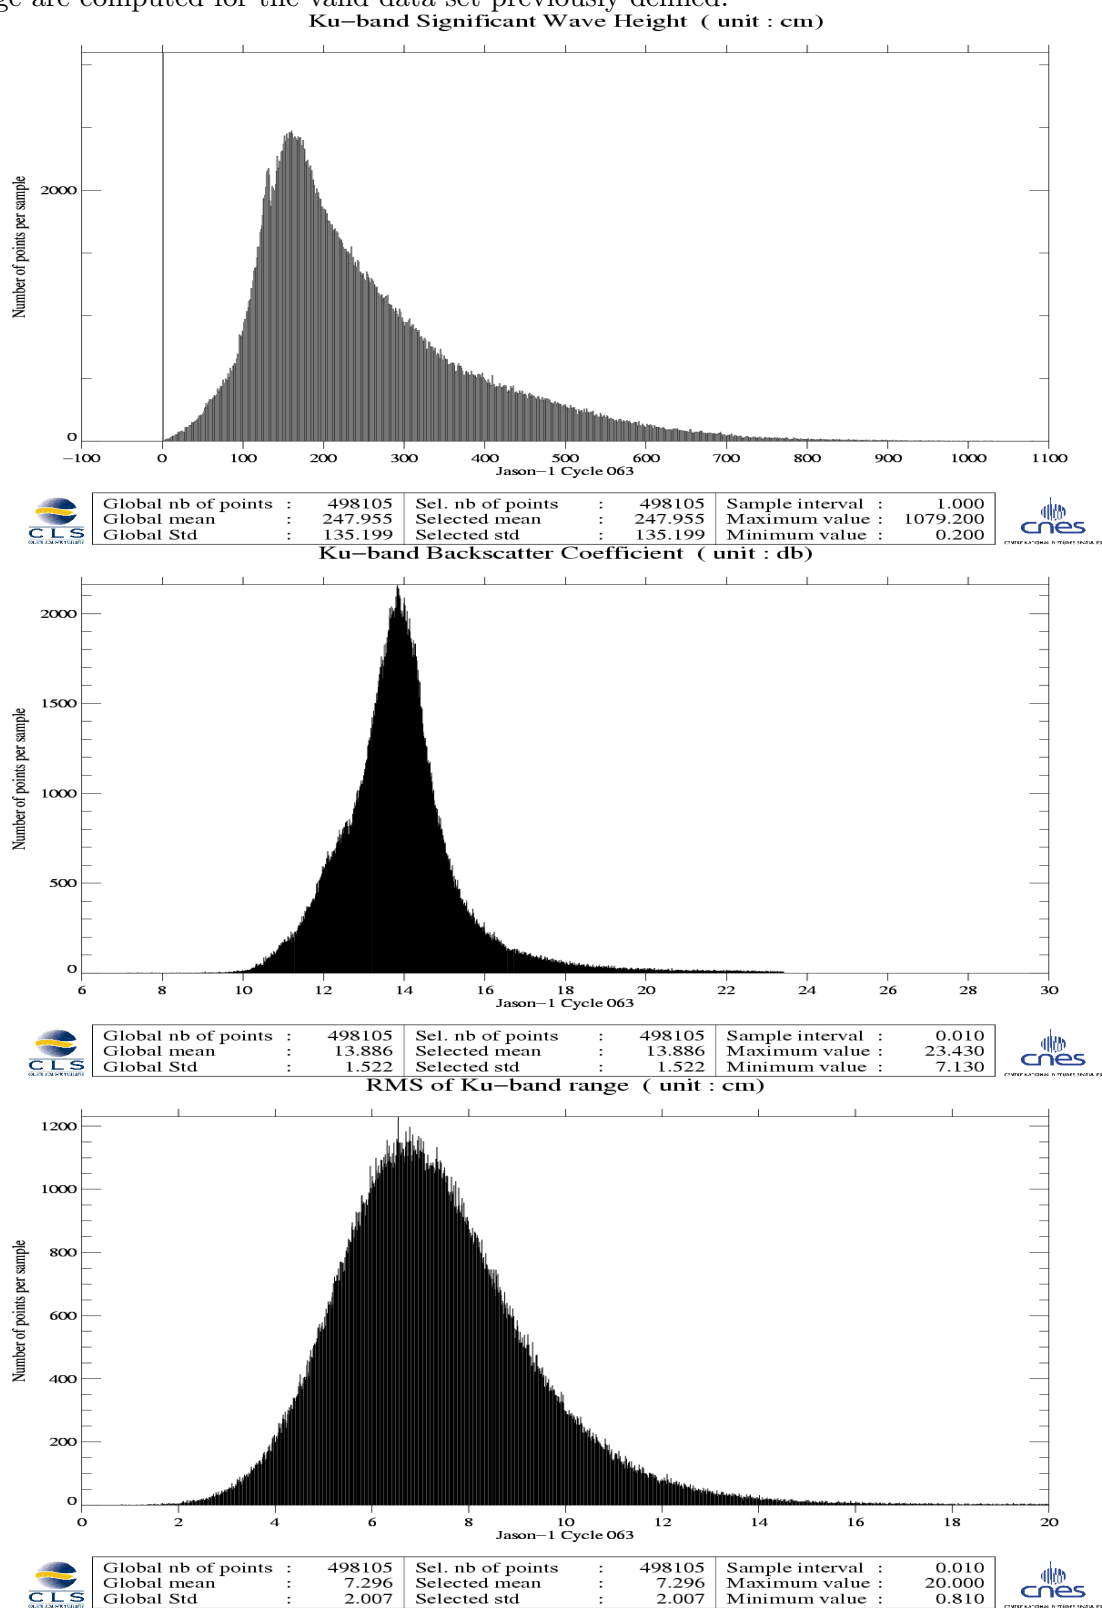 ge are computed for the valid data set previously defined.
Ku-band Significant Wave Height ( unit : cm)
Number of points per sample
2000
0
-100 0 100 200 300 400 500 600 700 800 900 1000 1100
Jason-1 Cycle 063
CLS
Global nb of points : 498105 Sel. nb of points : 498105 Sample interval : 1.000
Global mean : 247.955 Selected mean : 247.955 Maximum value : 1079.200
Global Std : 135.199 Selected std : 135.199 Minimum value : 0.200
cnes
Ku-band Backscatter Coefficient ( unit : db)
Number of points per sample
2000
1500
1000
500
0
6 8 10 12 14 16 18 20 22 24 26 28 30
Jason-1 Cycle 063
CLS
Global nb of points : 498105 Sel. nb of points : 498105 Sample interval : 0.010
Global mean : 13.886 Selected mean : 13.886 Maximum value : 23.430
Global Std : 1.522 Selected std : 1.522 Minimum value : 7.130
cnes
RMS of Ku-band range ( unit : cm)
Number of points per sample
1200
1000
800
600
400
200
0
0 2 4 6 8 10 12 14 16 18 20
Jason-1 Cycle 063
CLS
Global nb of points : 498105 Sel. nb of points : 498105 Sample interval : 0.010
Global mean : 7.296 Selected mean : 7.296 Maximum value : 20.000
Global Std : 2.007 Selected std : 2.007 Minimum value : 0.810
cnes